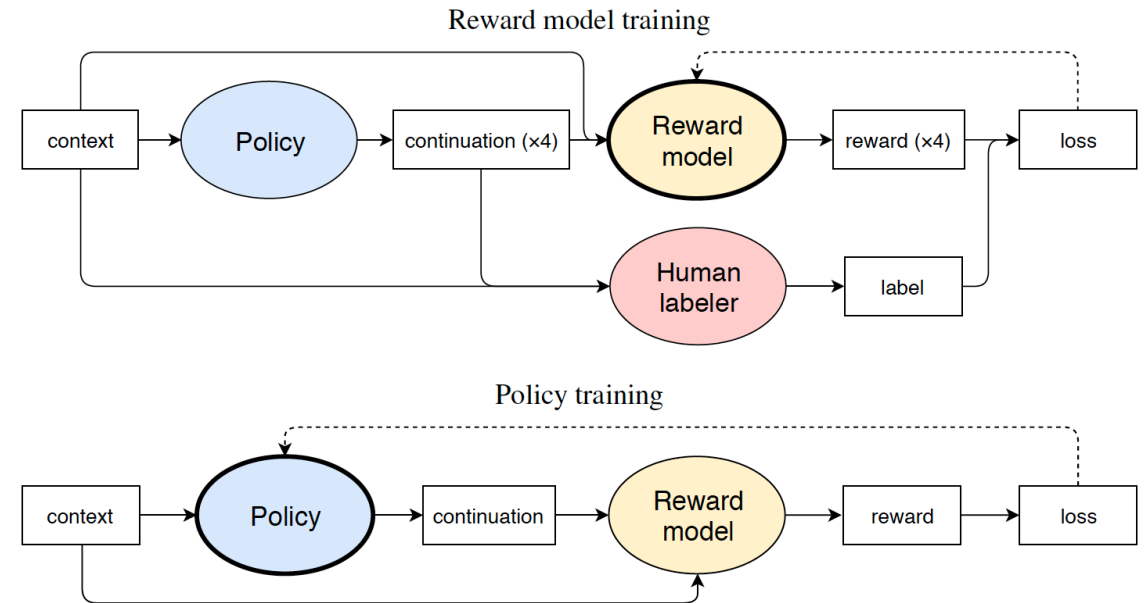 Reward model training
context
Policy
continuation (×4)
Reward
model
reward (×4)
loss
Human
labeler
label
Policy training
context
Policy
continuation
Reward
model
reward
loss